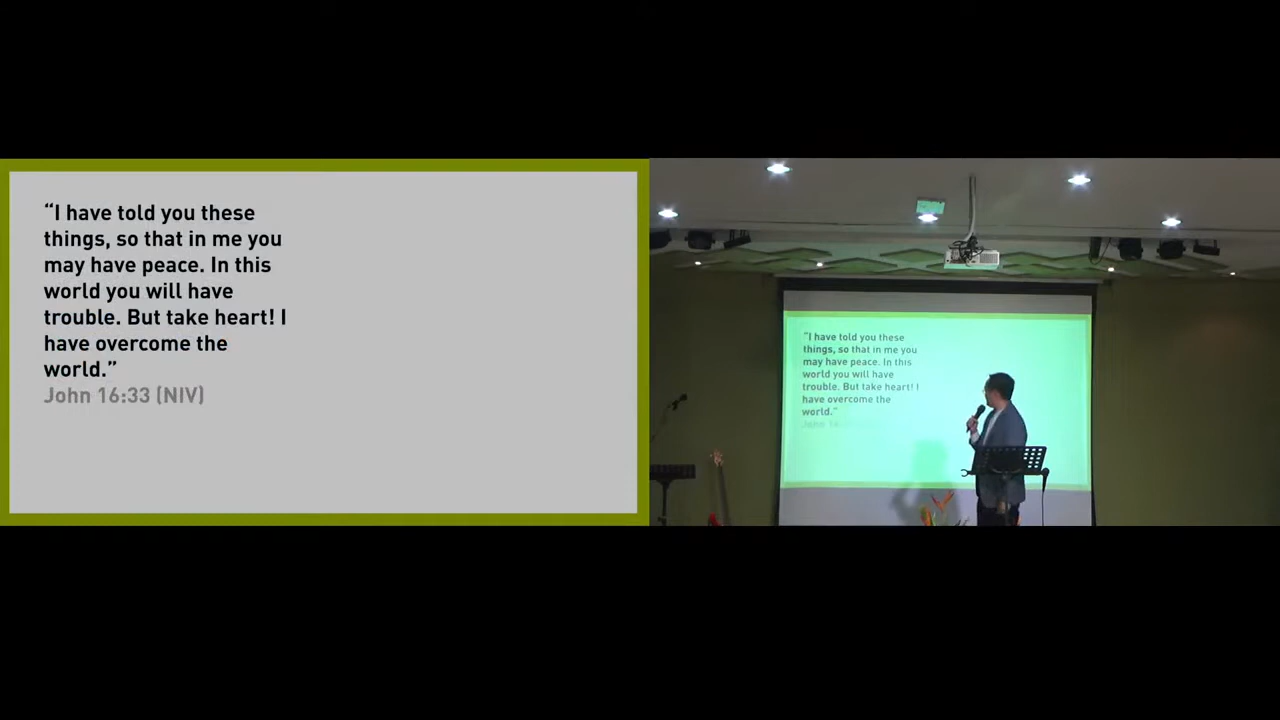 “I have told you these
things, so that in me you
may have peace. In this
world you will have
trouble. But take heart! I
have overcome the
world.”
John 16:33 (NIV)
“I have told you these
things, so that in me you
may have peace. In this
world you will have
trouble. But take heart! I
have overcome the
world.”
John